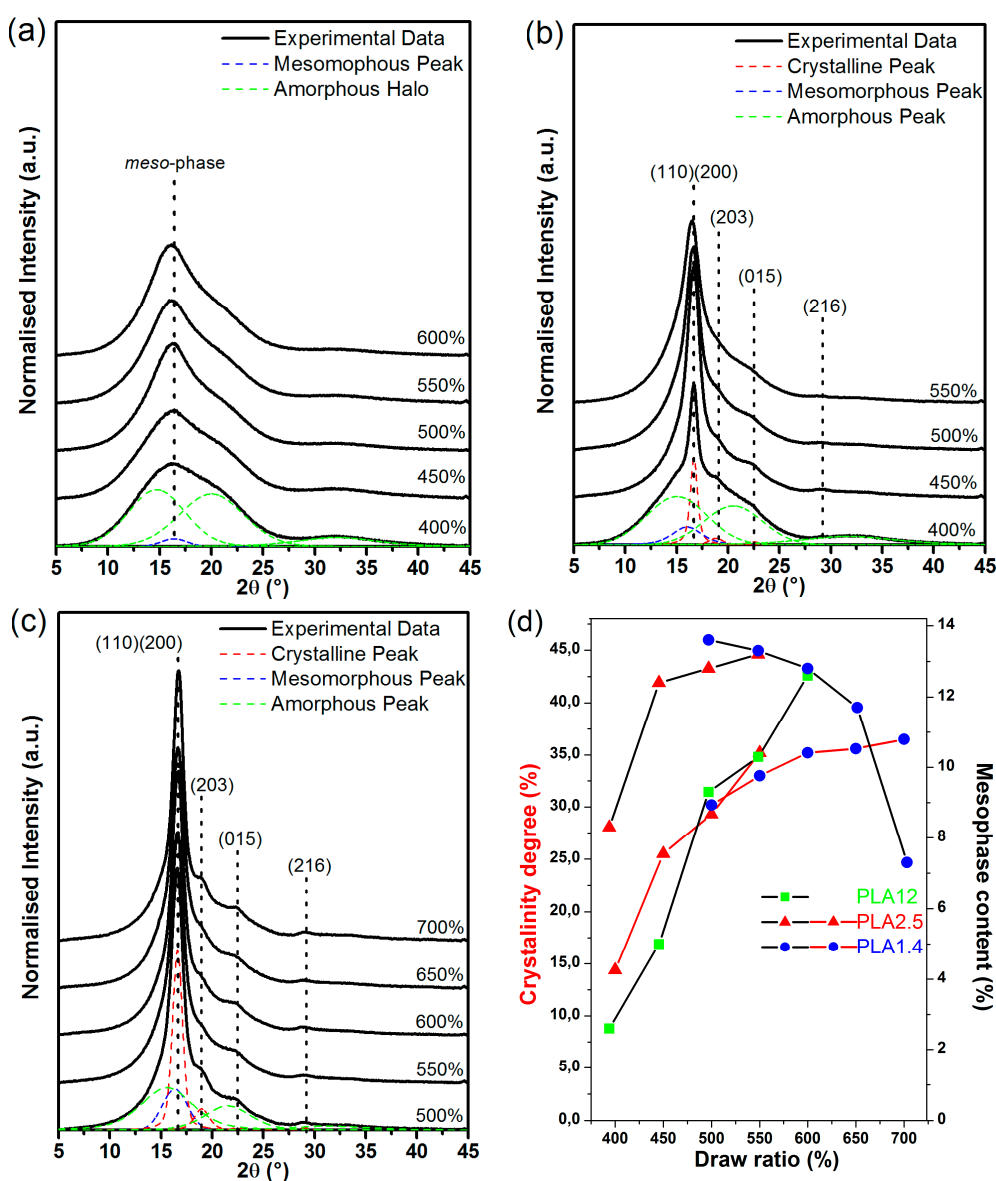 (a)
Experimental Data
Mesomophous Peak
Amorphous Halo
meso-phase
600%
550%
500%
450%
400%
5 10 15 20 25 30 35 40 45
2θ (°)
Normalised Intensity (a.u.)
(b)
Experimental Data
Crystalline Peak
Mesomorphous Peak
Amorphous Peak
(110)(200)
(203)
(015)
(216)
550%
500%
450%
400%
5 10 15 20 25 30 35 40 45
2θ (°)
Normalised Intensity (a.u.)
(c)
Experimental Data
Crystalline Peak
Mesomorphous Peak
Amorphous Peak
(110)(200)
(203)
(015)
(216)
700%
650%
600%
550%
500%
5 10 15 20 25 30 35 40 45
2θ (°)
Normalised Intensity (a.u.)
(d)
45,0
40,0
35,0
30,0
25,0
20,0
15,0
10,0
5,0
0,0
Crystalinity degree (%)
14
12
10
8
6
4
2
0
Mesophase content (%)
PLA12
PLA2.5
PLA1.4
400 450 500 550 600 650 700
Draw ratio (%)